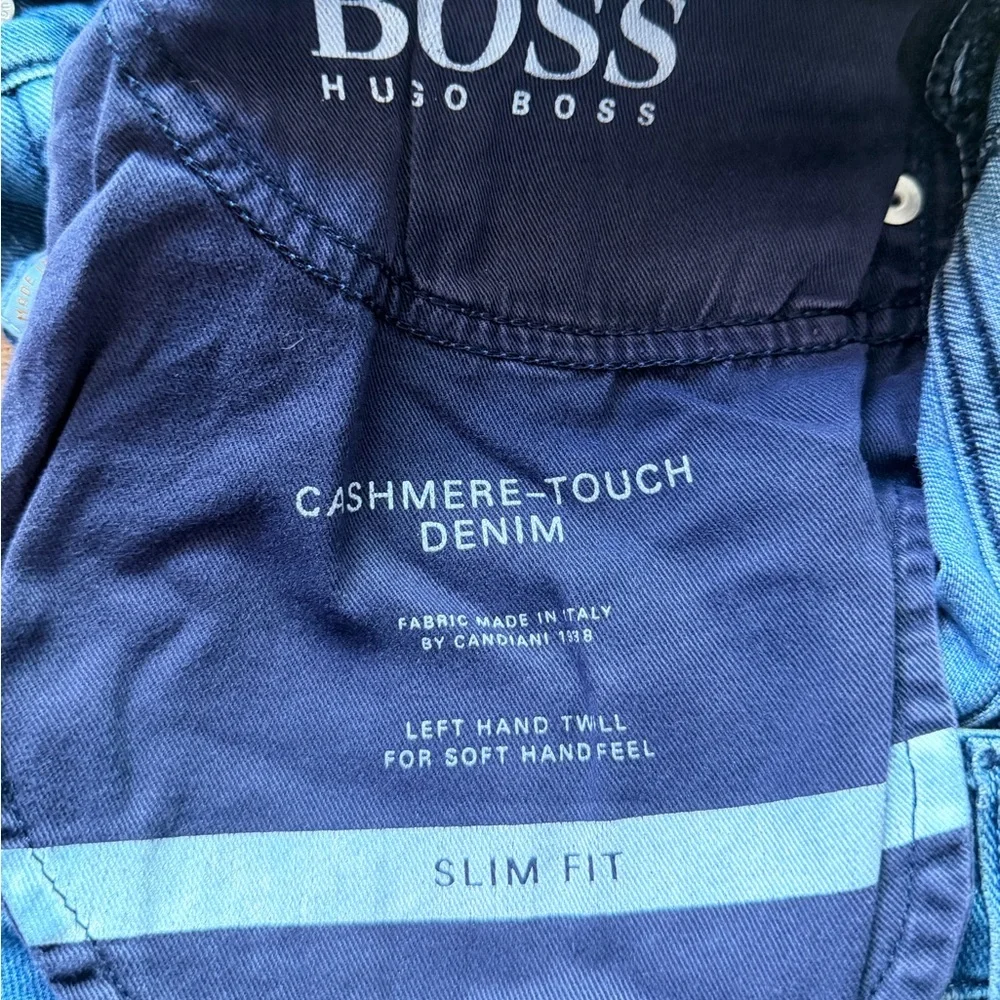 BOSS
HUGO BOSS
CASHMERE-TOUCH
DENIM
FABRIC MADE IN ITALY
BY CANDIANI 1938
LEFT HAND TWILL
FOR SOFT HANDFEEL
SLIM FIT
MADE